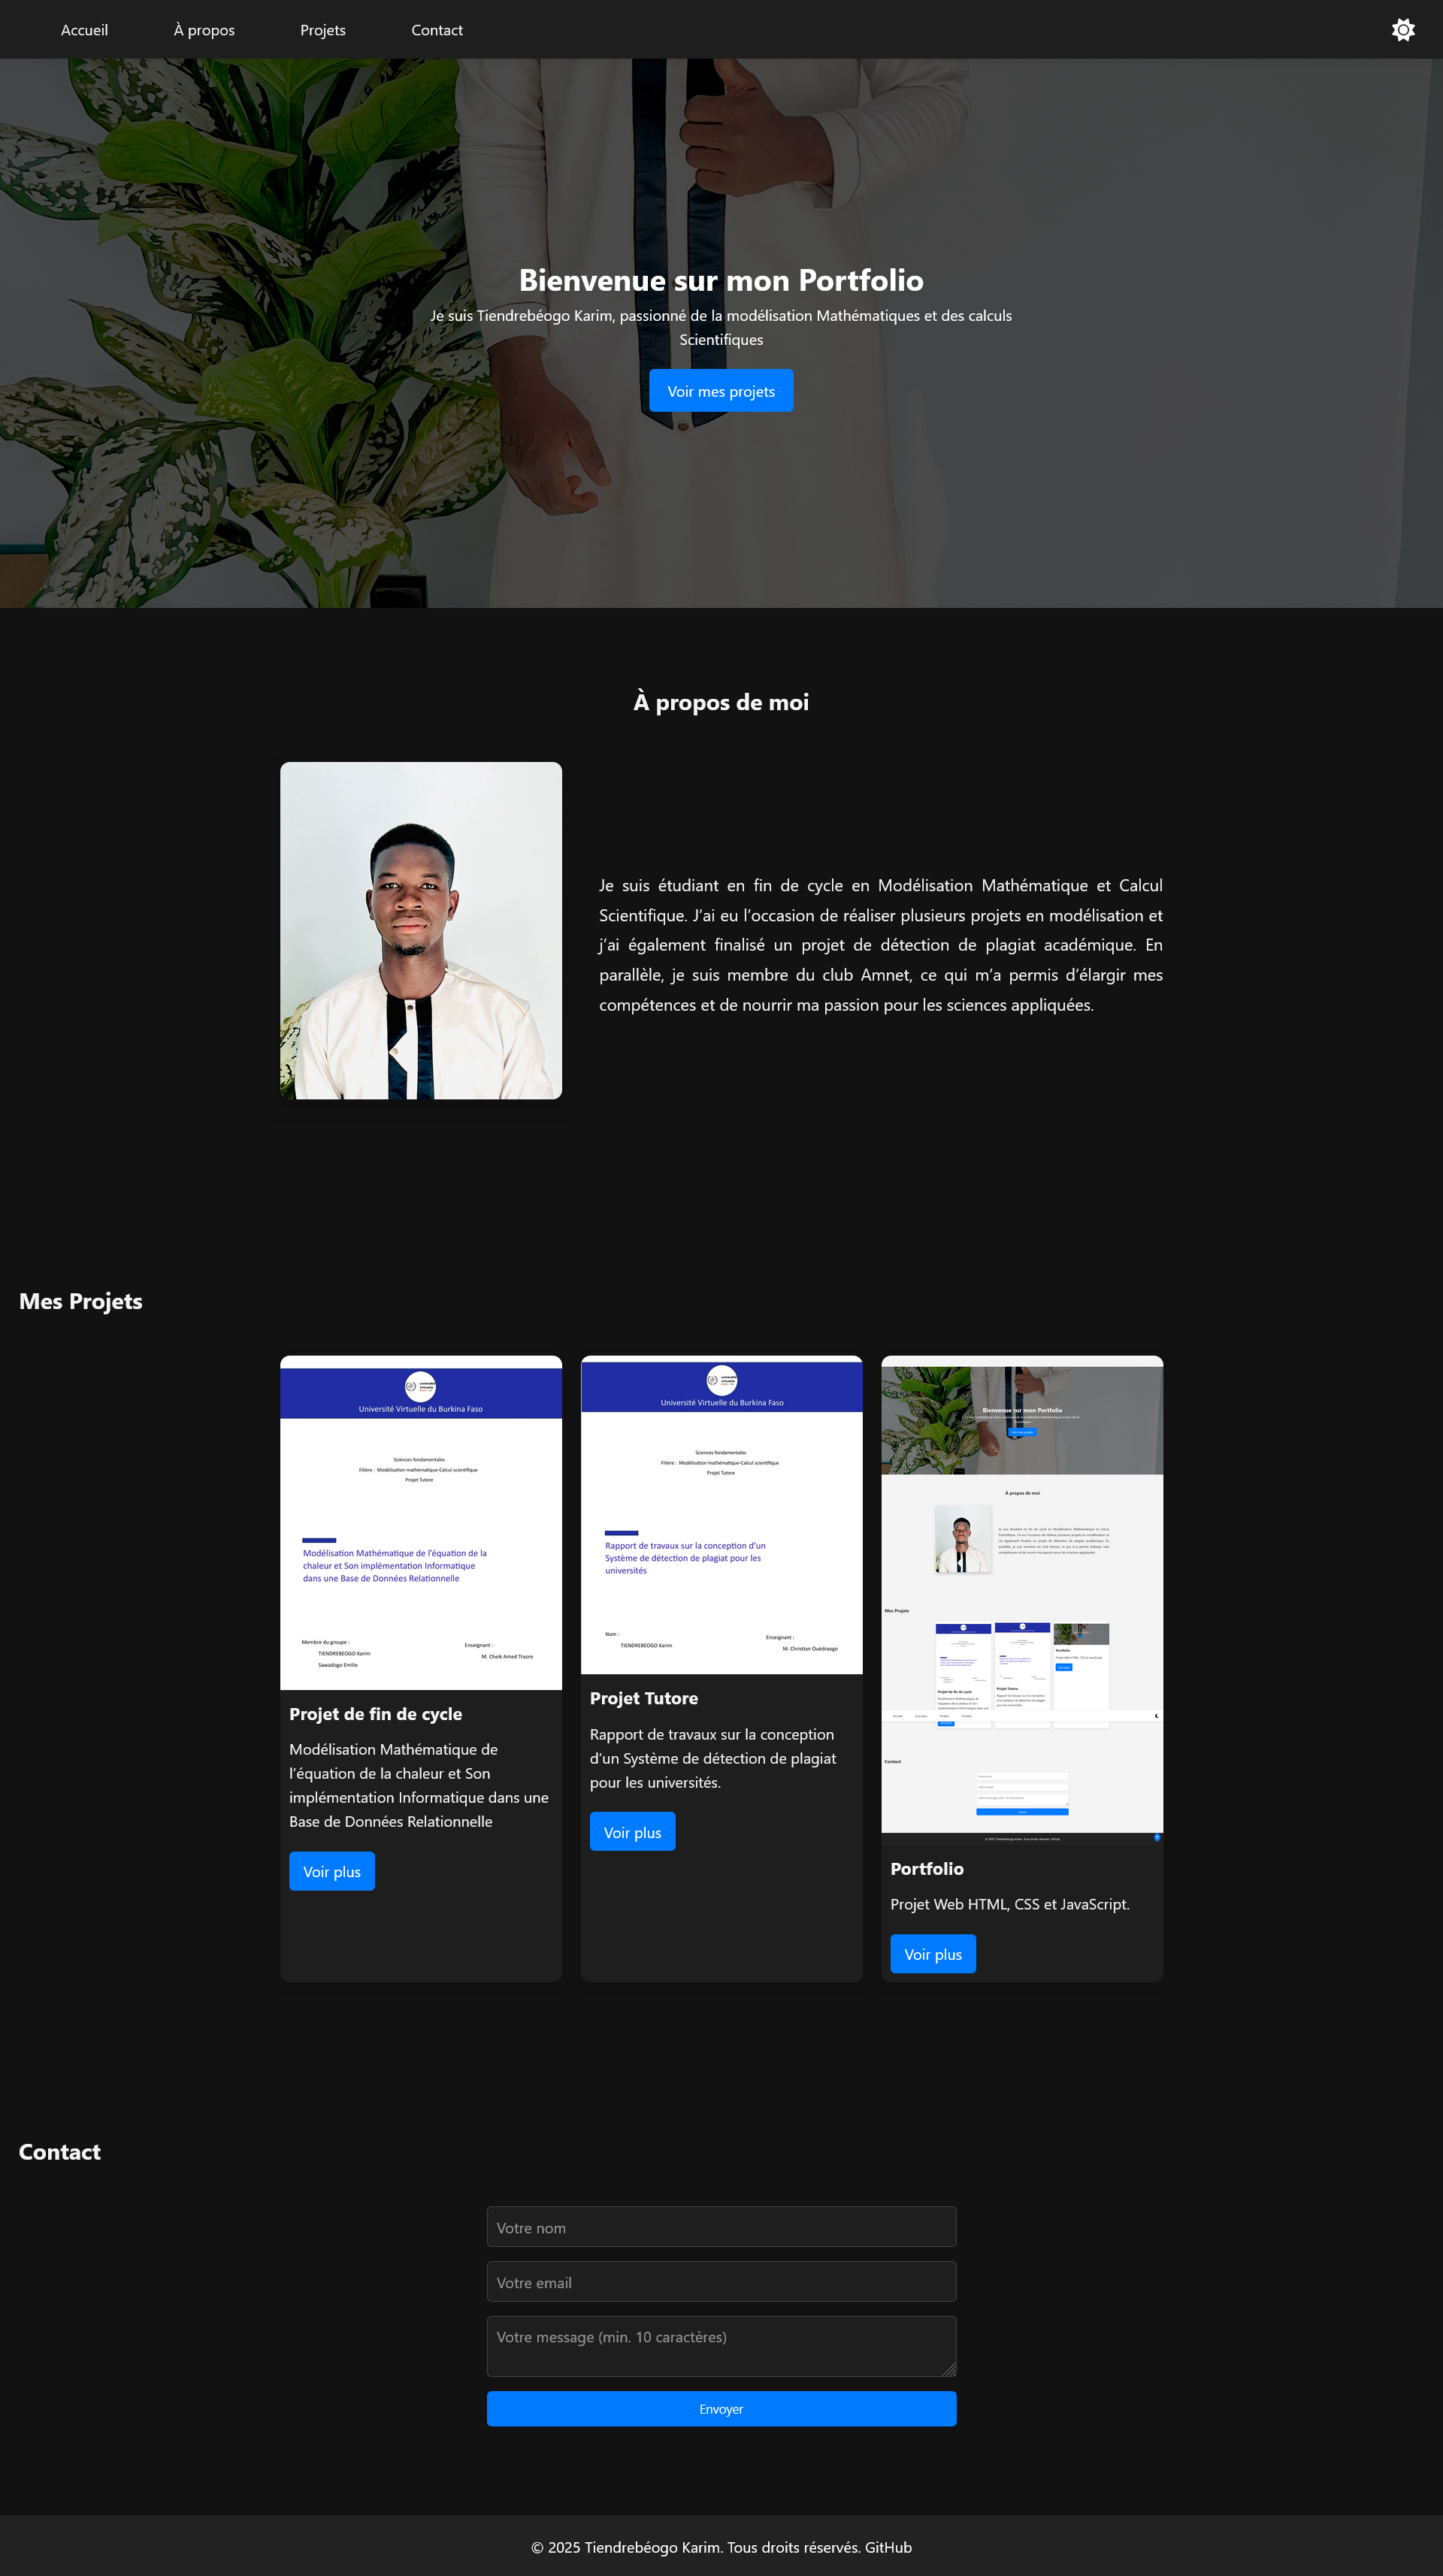 Accueil
À propos
Projets
Contact
Bienvenue sur mon Portfolio
Je suis Tiendrebéogo Karim, passionné de la modélisation Mathématiques et des calculs
Scientifiques
Voir mes projets
À propos de moi
Je suis étudiant en fin de cycle en Modélisation Mathématique et Calcul
Scientifique. J’ai eu l’occasion de réaliser plusieurs projets en modélisation et
j’ai également finalisé un projet de détection de plagiat académique. En
parallèle, je suis membre du club Amnet, ce qui m’a permis d’élargir mes
compétences et de nourrir ma passion pour les sciences appliquées.
Mes Projets
Université Virtuelle du Burkina Faso
Sciences fondamentales
Filière : Modélisation mathématique-Calcul scientifique
Projet Tutore
Modélisation Mathématique de l’équation de la
chaleur et Son implémentation Informatique
dans une Base de Données Relationnelle
Membre du groupe :
TIENDREBEOGO Karim
Sawadogo Emilie
Enseignant :
M. Cheik Amed Traore
Projet de fin de cycle
Modélisation Mathématique de
l’équation de la chaleur et Son
implémentation Informatique dans une
Base de Données Relationnelle
Voir plus
Université Virtuelle du Burkina Faso
Sciences fondamentales
Filière : Modélisation mathématique-Calcul scientifique
Projet Tutore
Rapport de travaux sur la conception d’un
Système de détection de plagiat pour les
universités
Nom :
TIENDREBEOGO Karim
Enseignant :
M. Christian Ouédraogo
Projet Tutore
Rapport de travaux sur la conception
d’un Système de détection de plagiat
pour les universités.
Voir plus
Bienvenue sur mon Portfolio
À propos de moi
Mes Projets
Projet de fin de cycle
Projet Tutore
Portfolio
Contact
Portfolio
Projet Web HTML, CSS et JavaScript.
Voir plus
Contact
Votre nom
Votre email
Votre message (min. 10 caractères)
Envoyer
© 2025 Tiendrebéogo Karim. Tous droits réservés. GitHub